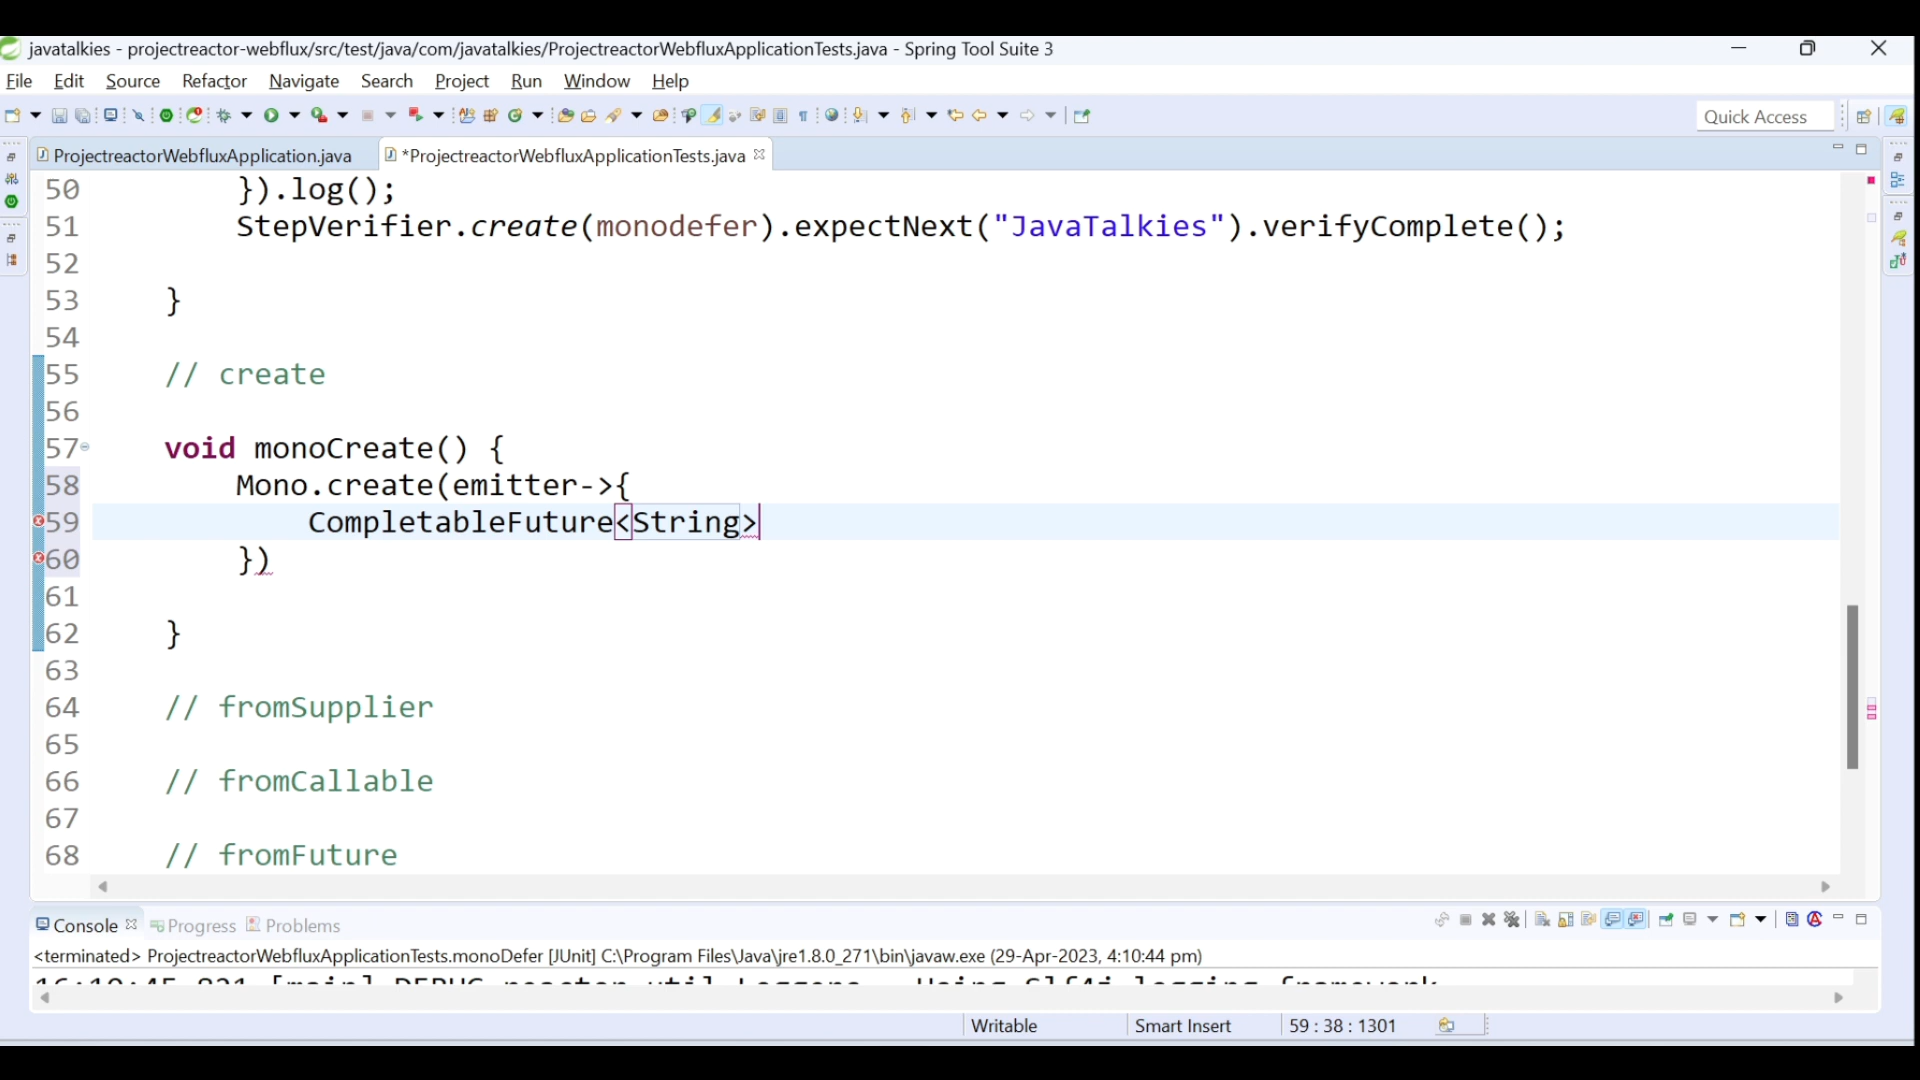 javatalkies - projectreactor-webflux/src/test/java/com/javatalkies/ProjectreactorWebfluxApplicationTests.java - Spring Tool Suite 3
File Edit Source Refactor Navigate Search Project Run Window Help
Quick Access
ProjectreactorWebfluxApplication.java *ProjectreactorWebfluxApplicationTests.java
50 }).log();
51 StepVerifier.create(monodefer).expectNext("JavaTalkies").verifyComplete();
52
53 }
54
55 // create
56
57 void monoCreate() {
58 Mono.create(emitter->{
59 CompletableFuture<String>
60 })
61
62 }
63
64 // fromSupplier
65
66 // fromCallable
67
68 // fromFuture
Console Progress Problems
<terminated> ProjectreactorWebfluxApplicationTests.monoDefer [JUnit] C:\Program Files\Java\jre1.8.0_271\bin\javaw.exe (29-Apr-2023, 4:10:44 pm)
Writable Smart Insert 59 : 38 : 1301